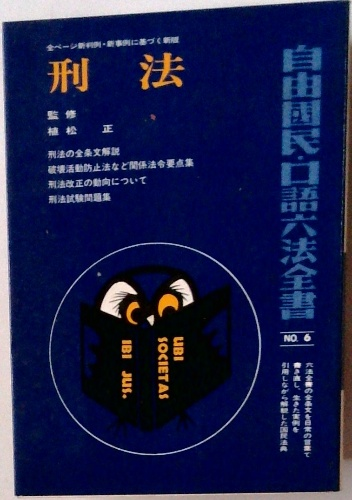 全ページ新判例・新事例に基づく新版
刑法
監修
植松 正
刑法の全条文解説
破壊活動防止法など関係法令要点集
刑法改正の動向について
刑法試験問題集
自由國民・口語六法全書
NO. 6
六法全書の全条文を日常の言葉で
書き直し、生きた実例を
引用しながら解説した国民法典
UBI
SOCIETAS
IBI JUS.